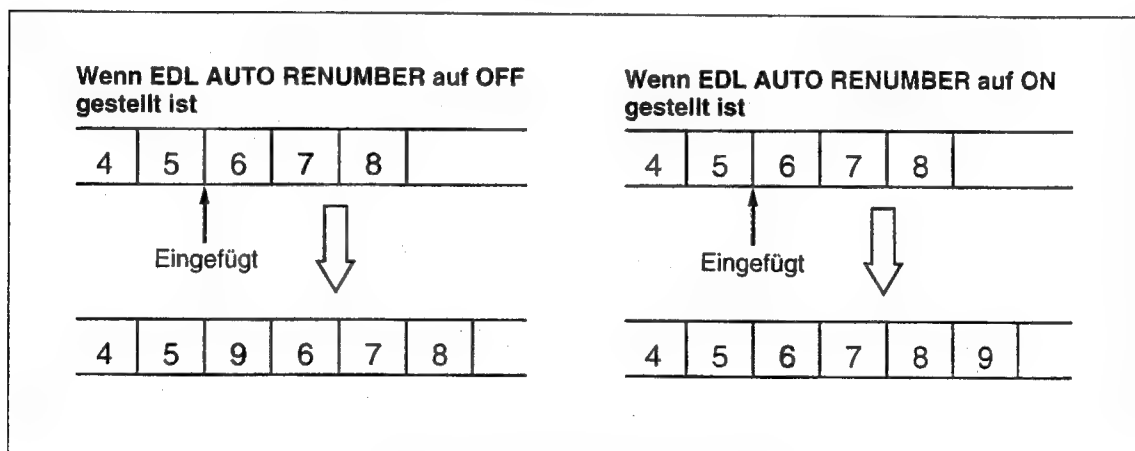 Wenn EDL AUTO RENUMBER auf OFF
gestellt ist
4 5 6 7 8
Eingefügt
4 5 9 6 7 8
Wenn EDL AUTO RENUMBER auf ON
gestellt ist
4 5 6 7 8
Eingefügt
4 5 6 7 8 9